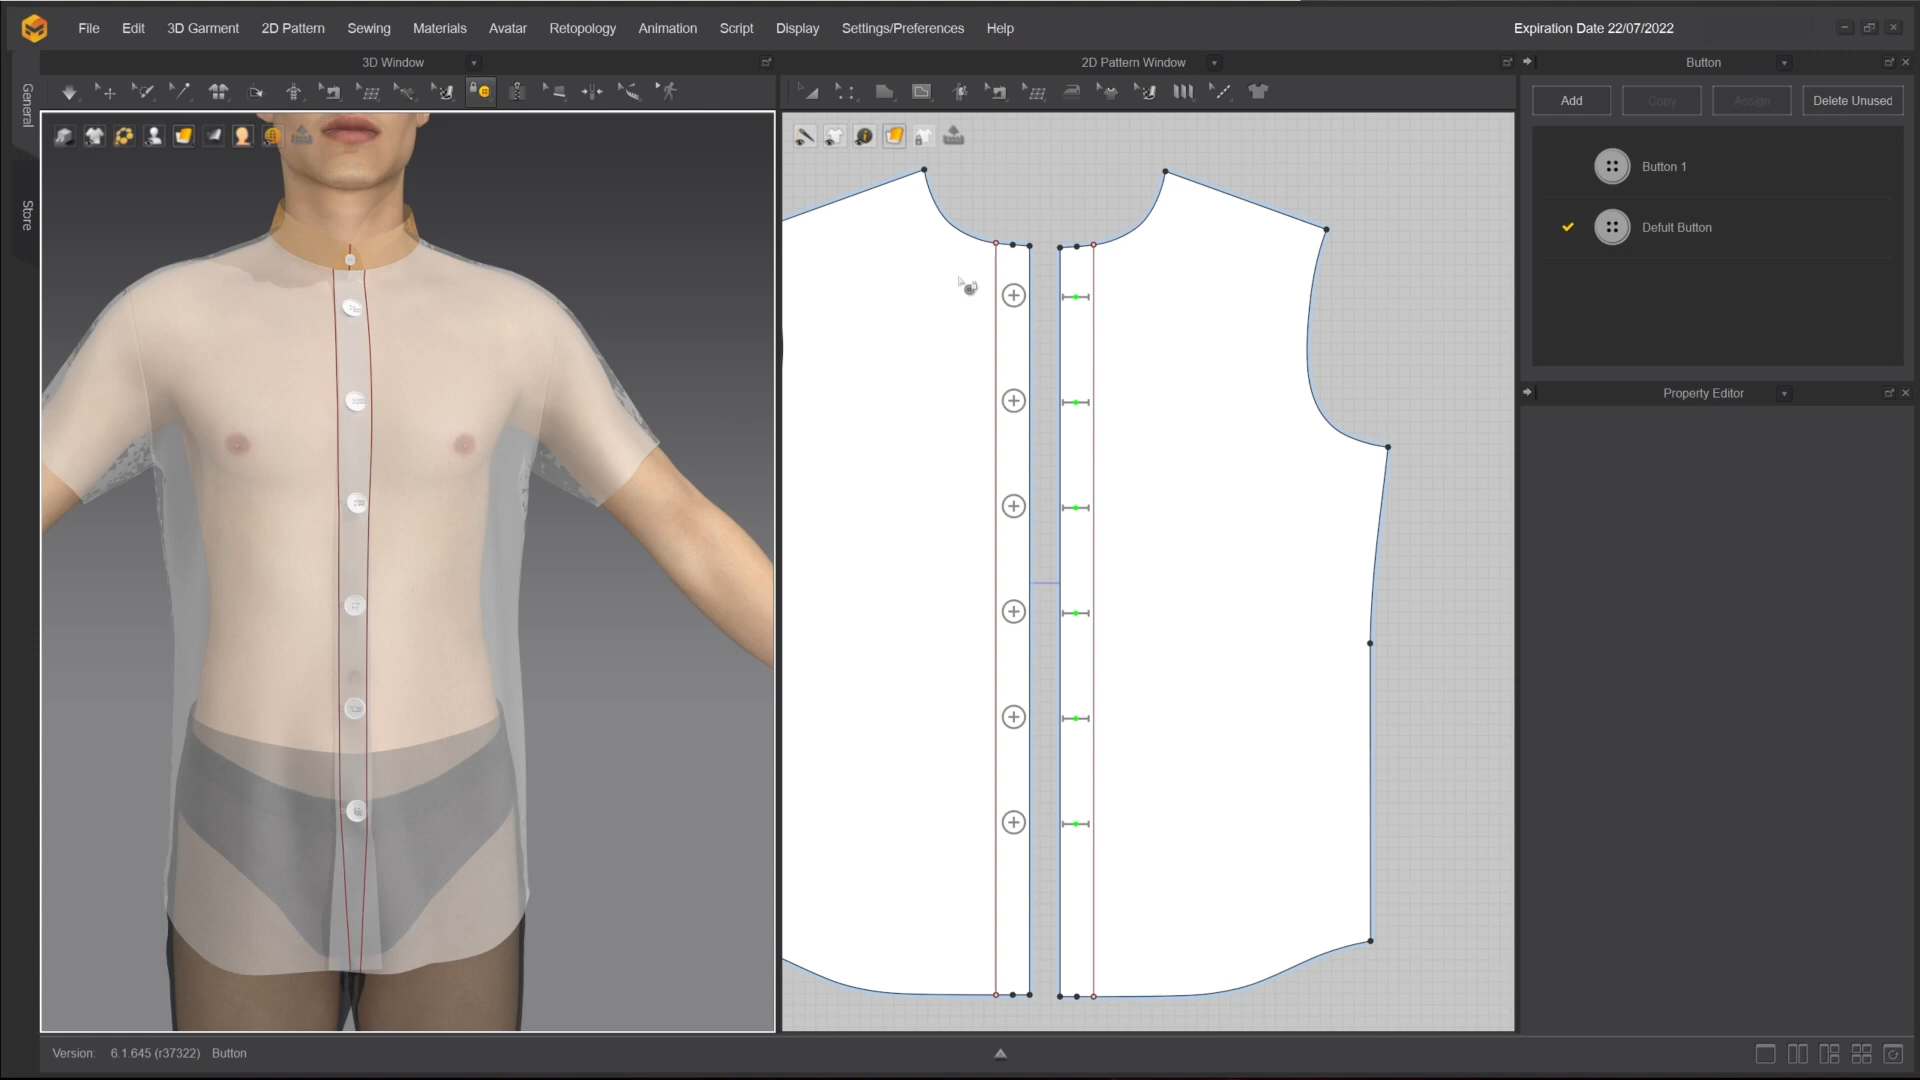 File Edit 3D Garment 2D Pattern Sewing Materials Avatar Retopology Animation Script Display Settings/Preferences Help Expiration Date 22/07/2022
3D Window
2D Pattern Window
Button
General
Store
Add Copy Assign Delete Unused
Button 1
Defult Button
Property Editor
Version: 6.1.645 (r37322) Button